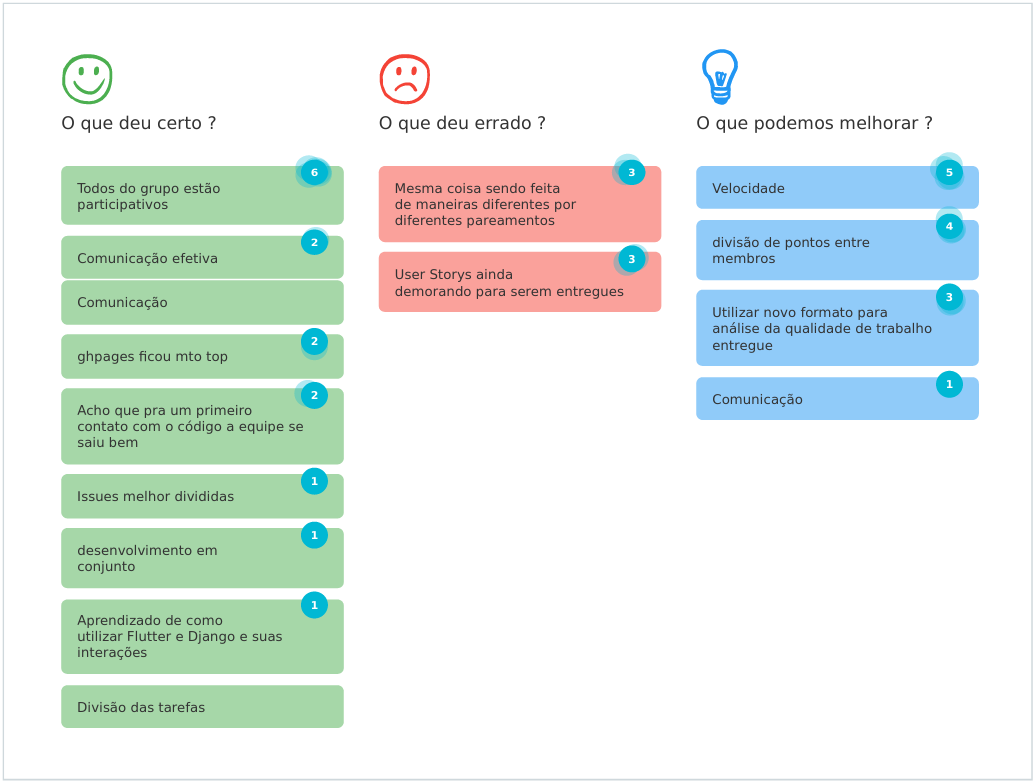 O que deu certo ?
6
Todos do grupo estão
participativos
2
Comunicação efetiva
Comunicação
2
ghpages ficou mto top
2
Acho que pra um primeiro
contato com o código a equipe se
saiu bem
1
Issues melhor divididas
1
desenvolvimento em
conjunto
1
Aprendizado de como
utilizar Flutter e Django e suas
interações
Divisão das tarefas
O que deu errado ?
3
Mesma coisa sendo feita
de maneiras diferentes por
diferentes pareamentos
3
User Storys ainda
demorando para serem entregues
O que podemos melhorar ?
5
Velocidade
4
divisão de pontos entre
membros
3
Utilizar novo formato para
análise da qualidade de trabalho
entregue
1
Comunicação